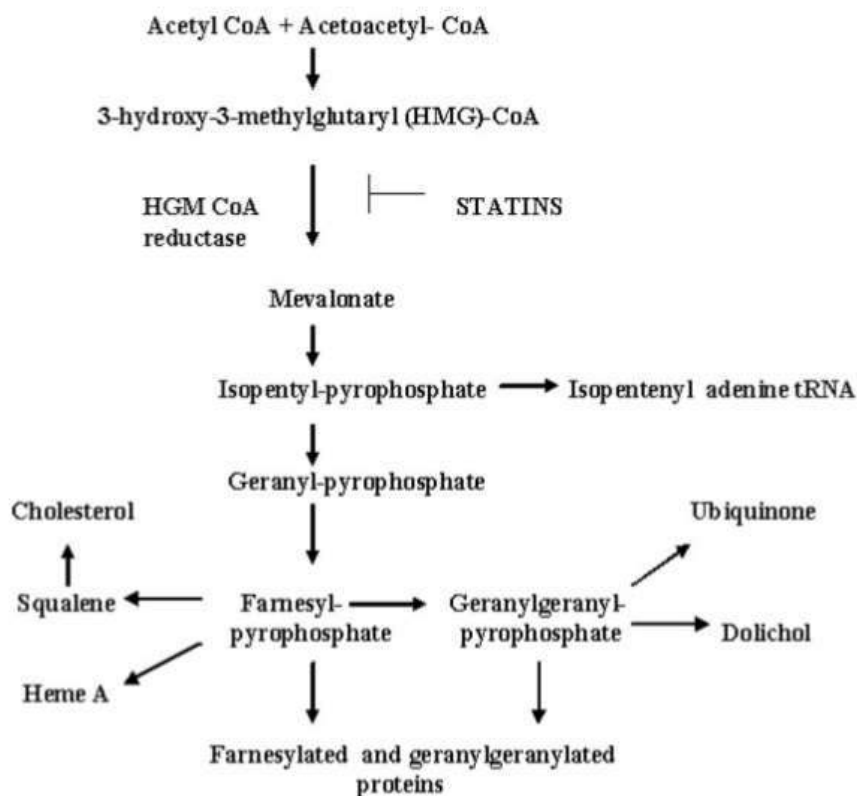 Acetyl CoA + Acetoacetyl- CoA
3-hydroxy-3-methylglutaryl (HMG)-CoA
HGM CoA
reductase
STATINS
Mevalonate
Isopentyl-pyrophosphate
Isopentenyl adenine tRNA
Geranyl-pyrophosphate
Cholesterol
Ubiquinone
Squalene
Farnesyl-
pyrophosphate
Geranylgeranyl-
pyrophosphate
Dolichol
Heme A
Farnesylated and geranylgeranylated
proteins